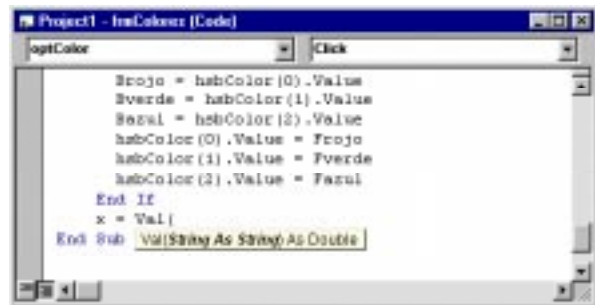 Project1 - frmColores (Code)
optColor Click
Brojo = hsbColor(0).Value
Bverde = hsbColor(1).Value
Bazul = hsbColor(2).Value
hsbColor(0).Value = Frojo
hsbColor(1).Value = Fverde
hsbColor(2).Value = Fazul
End If
x = Val(
End Sub Val(String As String) As Double